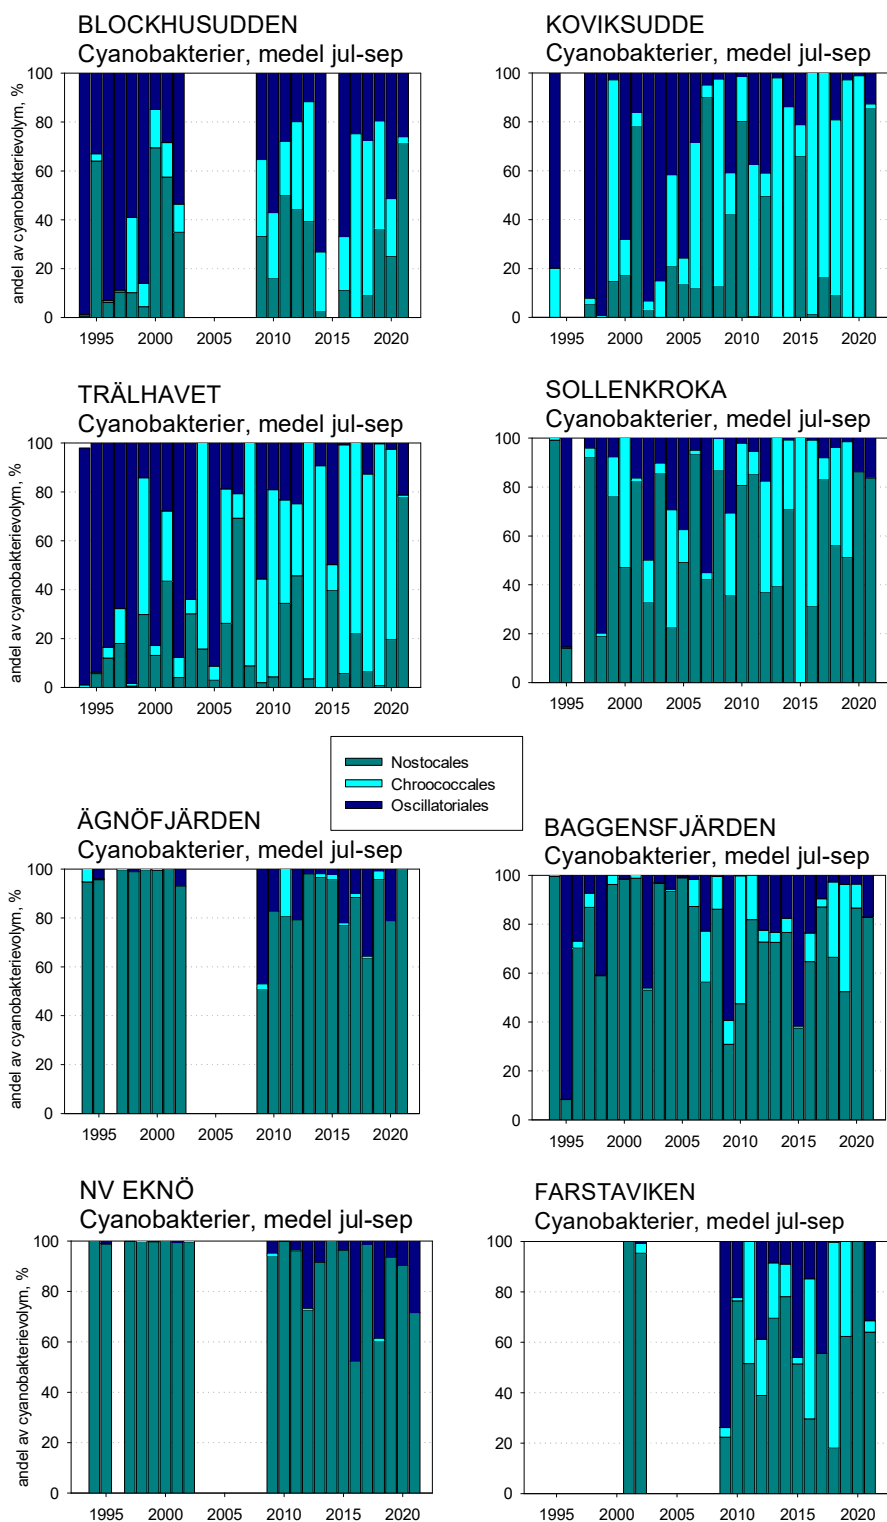 BLOCKHUSUDDEN
Cyanobakterier, medel jul-sep
andel av cyanobakterievolym, %
100
80
60
40
20
0
1995 2000 2005 2010 2015 2020
KOVIKSUDDE
Cyanobakterier, medel jul-sep
100
80
60
40
20
0
1995 2000 2005 2010 2015 2020
TRÄLHAVET
Cyanobakterier, medel jul-sep
andel av cyanobakterievolym, %
100
80
60
40
20
0
1995 2000 2005 2010 2015 2020
SOLLENKROKA
Cyanobakterier, medel jul-sep
100
80
60
40
20
0
1995 2000 2005 2010 2015 2020
Nostocales
Chroococcales
Oscillatoriales
ÄGNÖFJÄRDEN
Cyanobakterier, medel jul-sep
andel av cyanobakterievolym, %
100
80
60
40
20
0
1995 2000 2005 2010 2015 2020
BAGGENSFJÄRDEN
Cyanobakterier, medel jul-sep
100
80
60
40
20
0
1995 2000 2005 2010 2015 2020
NV EKNÖ
Cyanobakterier, medel jul-sep
andel av cyanobakterievolym, %
100
80
60
40
20
0
1995 2000 2005 2010 2015 2020
FARSTAVIKEN
Cyanobakterier, medel jul-sep
100
80
60
40
20
0
1995 2000 2005 2010 2015 2020